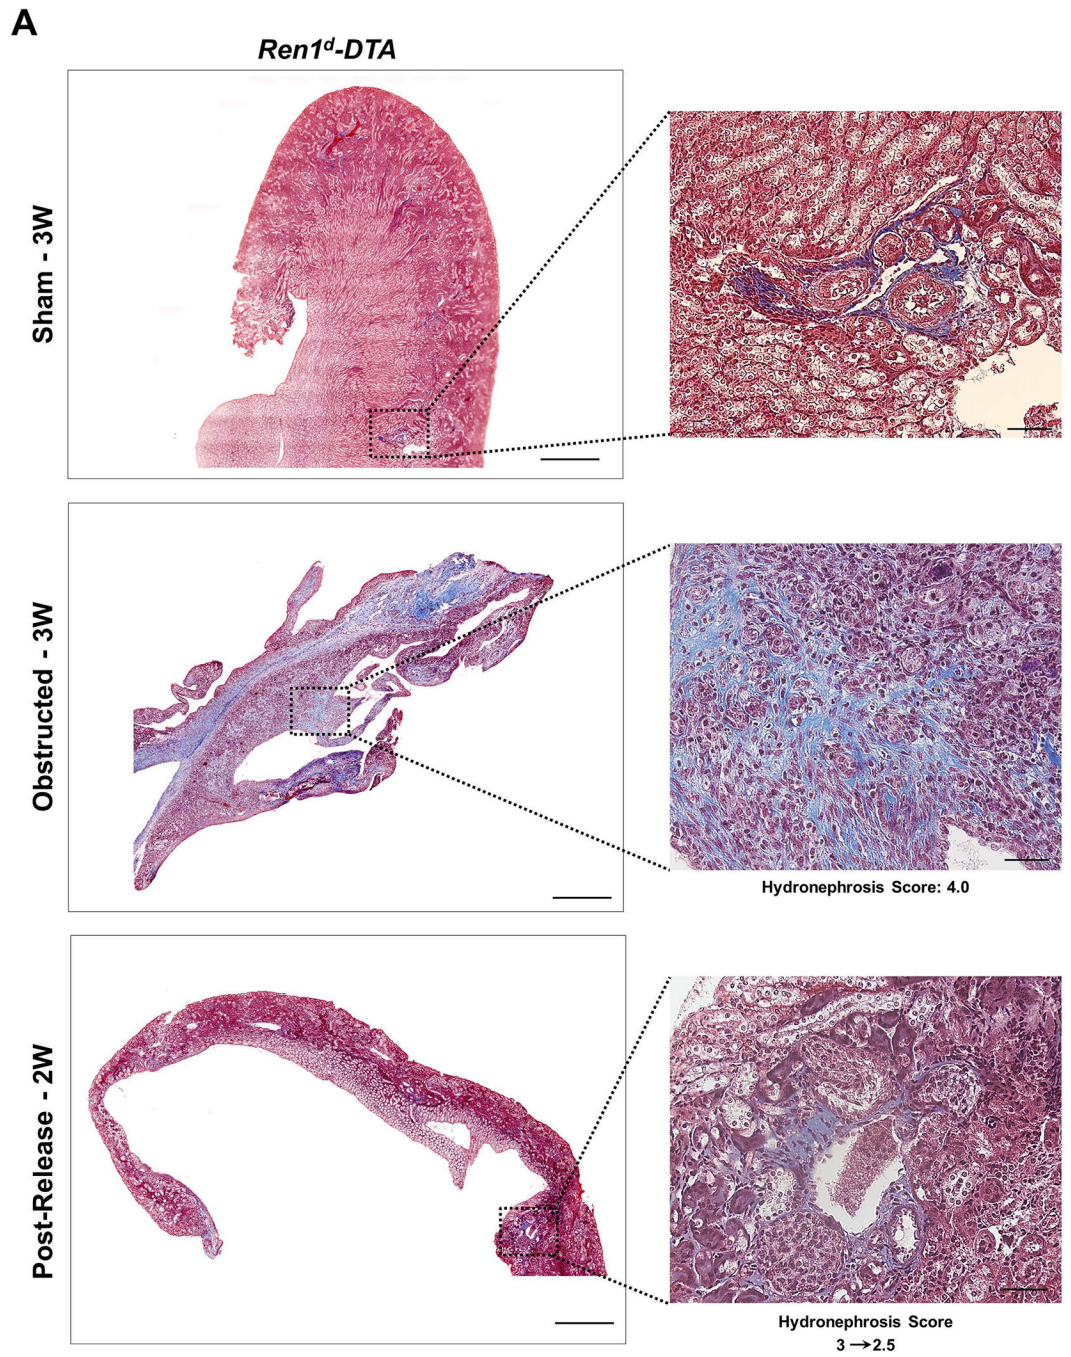 A
Ren1ᵈ-DTA
Sham - 3W
Obstructed - 3W
Hydronephrosis Score: 4.0
Post-Release - 2W
Hydronephrosis Score
3 → 2.5